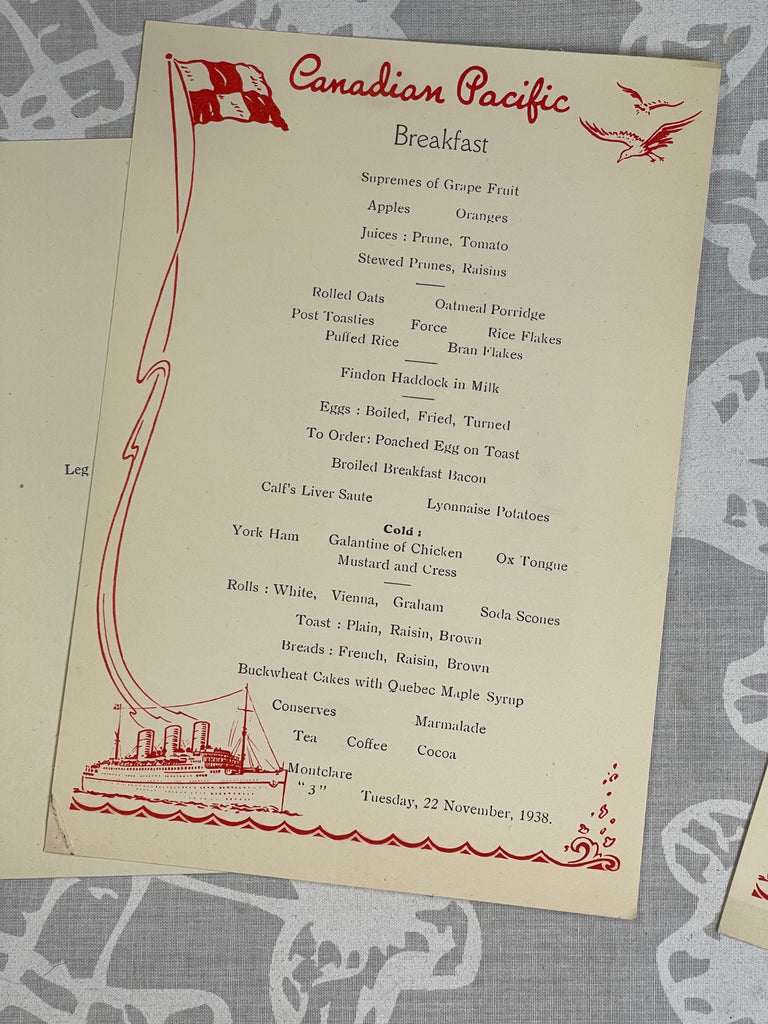 Canadian Pacific
Breakfast
Supremes of Grape Fruit
Apples Oranges
Juices : Prune, Tomato
Stewed Prunes, Raisins
Rolled Oats Oatmeal Porridge
Post Toasties Force Rice Flakes
Puffed Rice Bran Flakes
Findon Haddock in Milk
Eggs : Boiled, Fried, Turned
To Order: Poached Egg on Toast
Broiled Breakfast Bacon
Calf's Liver Saute Lyonnaise Potatoes
Cold :
York Ham Galantine of Chicken Ox Tongue
Mustard and Cress
Rolls : White, Vienna, Graham Soda Scones
Toast : Plain, Raisin, Brown
Breads : French, Raisin, Brown
Buckwheat Cakes with Quebec Maple Syrup
Conserves Marmalade
Tea Coffee Cocoa
Montclare
"3" Tuesday, 22 November, 1938.
Leg